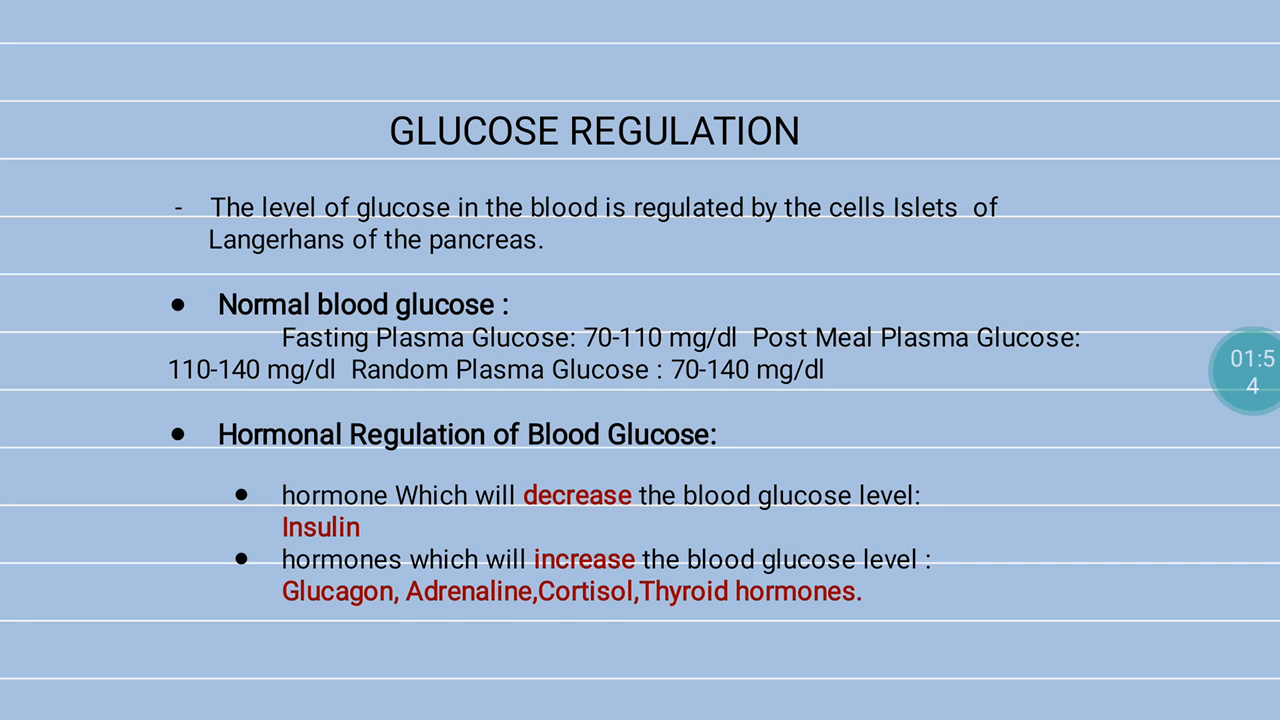 GLUCOSE REGULATION
- The level of glucose in the blood is regulated by the cells Islets of
Langerhans of the pancreas.
● Normal blood glucose :
Fasting Plasma Glucose: 70-110 mg/dl Post Meal Plasma Glucose:
110-140 mg/dl Random Plasma Glucose : 70-140 mg/dl
● Hormonal Regulation of Blood Glucose:
● hormone Which will decrease the blood glucose level:
Insulin
● hormones which will increase the blood glucose level :
Glucagon, Adrenaline,Cortisol,Thyroid hormones.
01:5
4